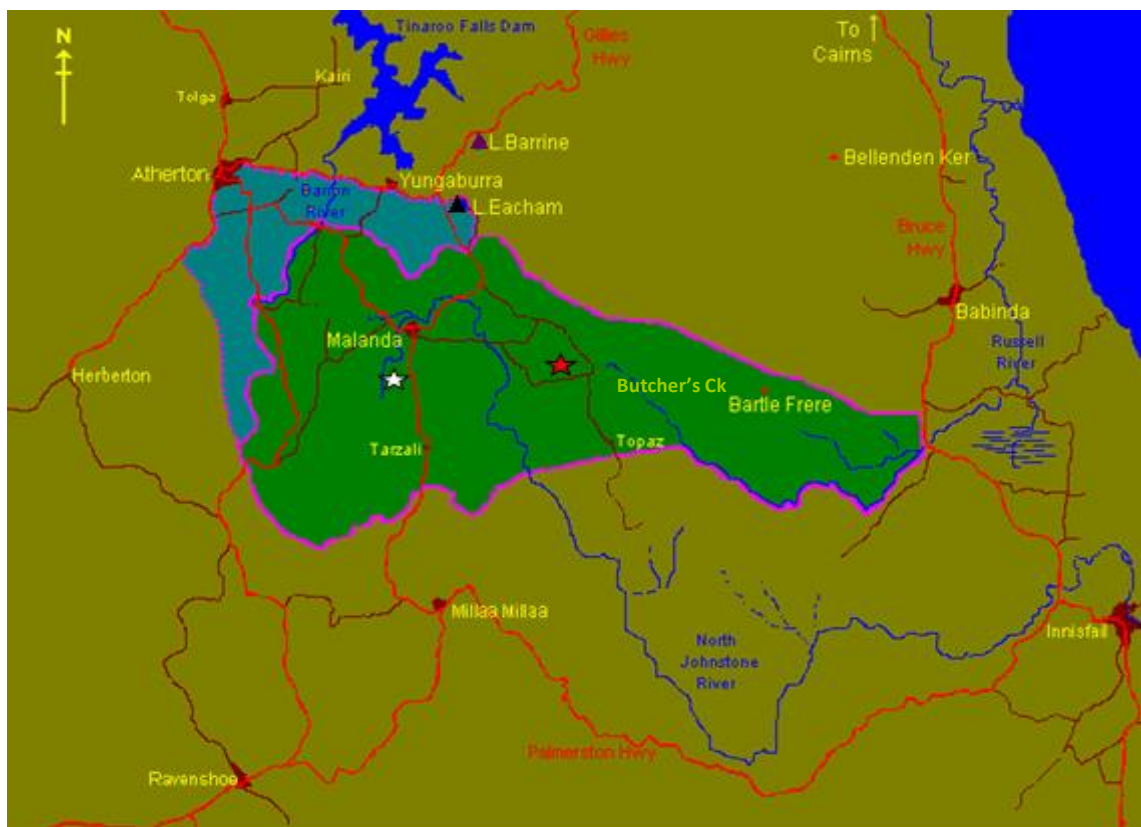 Tinaroo Falls Dam
Gilles
Hwy
To
Cairns
N
Kairi
Tolga
L.Barrine
Bellenden Ker
Atherton
Yungaburra
Barron
River
L.Eacham
Bruce
Hwy
Babinda
Malanda
Russell
River
Herberton
Butcher's Ck
Bartle Frere
Tarzali
Topaz
Millaa Millaa
Innisfail
North
Johnstone
River
Palmerston Hwy
Ravenshoe